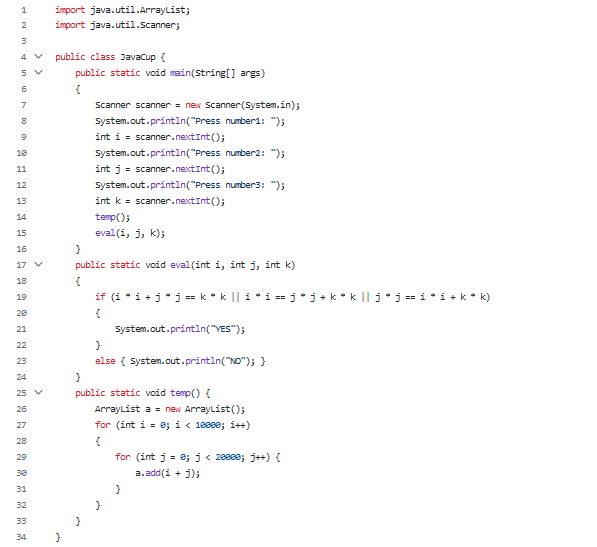 1 import java.util.ArrayList;
2 import java.util.Scanner;
3
4 public class JavaCup {
5 public static void main(String[] args)
6 {
7 Scanner scanner = new Scanner(System.in);
8 System.out.println("Press number1: ");
9 int i = scanner.nextInt();
10 System.out.println("Press number2: ");
11 int j = scanner.nextInt();
12 System.out.println("Press number3: ");
13 int k = scanner.nextInt();
14 temp();
15 eval(i, j, k);
16 }
17 public static void eval(int i, int j, int k)
18 {
19 if (i * i + j * j == k * k || i * i == j * j + k * k || j * j == i * i + k * k)
20 {
21 System.out.println("YES");
22 }
23 else { System.out.println("NO"); }
24 }
25 public static void temp() {
26 ArrayList a = new ArrayList();
27 for (int i = 0; i < 10000; i++)
28 {
29 for (int j = 0; j < 20000; j++) {
30 a.add(i + j);
31 }
32 }
33 }
34 }